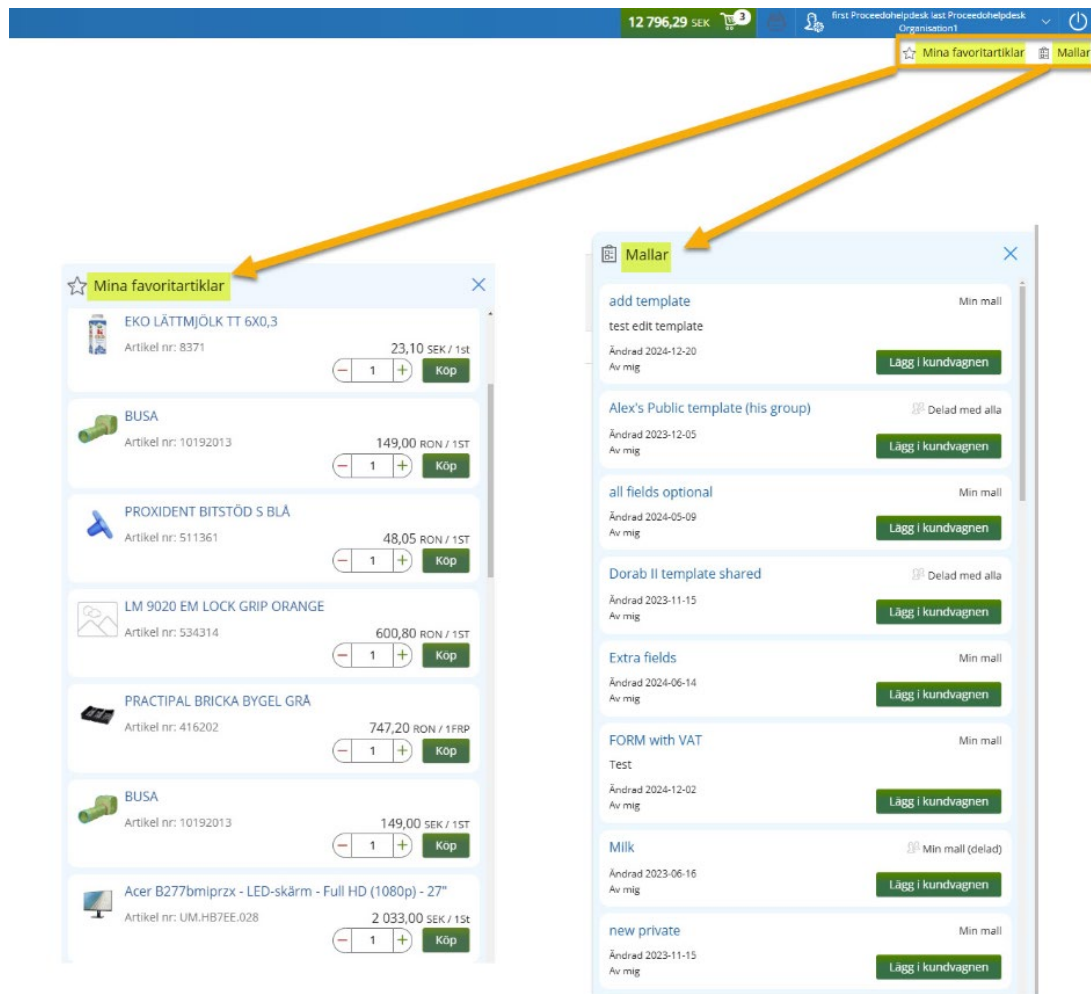 12 796,29 SEK 3
first Proceedohelpdesk last Proceedohelpdesk
Organisation1
Mina favoritartiklar Mallar
Mina favoritartiklar
EKO LÄTTMJÖLK TT 6X0,3
Artikel nr: 8371
23,10 SEK / 1st
1 Köp
BUSA
Artikel nr: 10192013
149,00 RON / 1ST
1 Köp
PROXIDENT BITSTÖD S BLÅ
Artikel nr: 511361
48,05 RON / 1ST
1 Köp
LM 9020 EM LOCK GRIP ORANGE
Artikel nr: 534314
600,80 RON / 1ST
1 Köp
PRACTIPAL BRICKA BYGEL GRÅ
Artikel nr: 416202
747,20 RON / 1FRP
1 Köp
BUSA
Artikel nr: 10192013
149,00 SEK / 1ST
1 Köp
Acer B277bmiprzx - LED-skärm - Full HD (1080p) - 27"
Artikel nr: UM.HB7EE.028
2 033,00 SEK / 1St
1 Köp
Mallar
add template Min mall
test edit template
Ändrad 2024-12-20
Av mig
Lägg i kundvagnen
Alex's Public template (his group) Delad med alla
Ändrad 2023-12-05
Av mig
Lägg i kundvagnen
all fields optional Min mall
Ändrad 2024-05-09
Av mig
Lägg i kundvagnen
Dorab II template shared Delad med alla
Ändrad 2023-11-15
Av mig
Lägg i kundvagnen
Extra fields Min mall
Ändrad 2024-06-14
Av mig
Lägg i kundvagnen
FORM with VAT Min mall
Test
Ändrad 2024-12-02
Av mig
Lägg i kundvagnen
Milk Min mall (delad)
Ändrad 2023-06-16
Av mig
Lägg i kundvagnen
new private Min mall
Ändrad 2023-11-15
Av mig
Lägg i kundvagnen